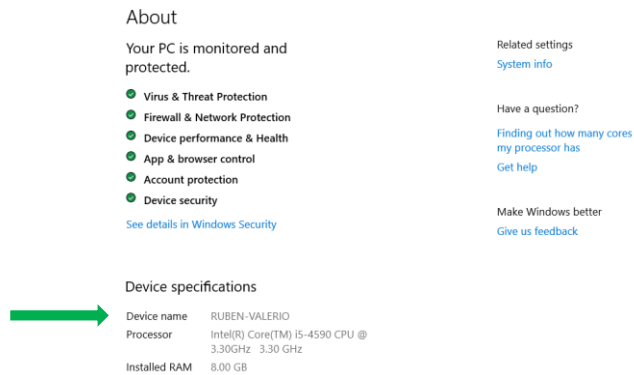 About
Your PC is monitored and
protected.
Virus & Threat Protection
Firewall & Network Protection
Device performance & Health
App & browser control
Account protection
Device security
See details in Windows Security
Device specifications
Device name RUBEN-VALERIO
Processor Intel(R) Core(TM) i5-4590 CPU @
3.30GHz 3.30 GHz
Installed RAM 8.00 GB
Related settings
System info
Have a question?
Finding out how many cores
my processor has
Get help
Make Windows better
Give us feedback